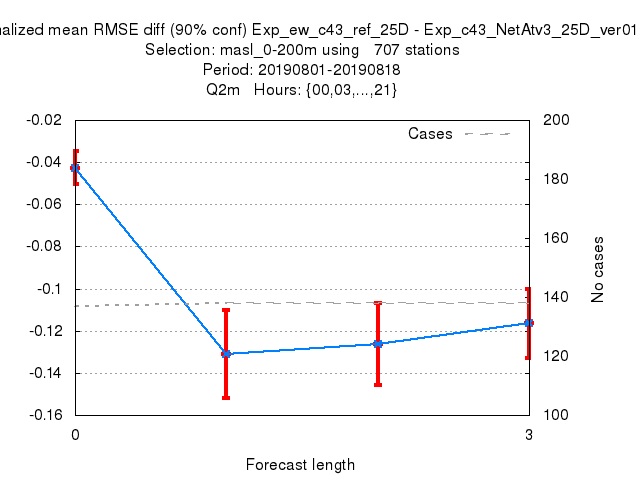 nalized mean RMSE diff (90% conf) Exp_ew_c43_ref_25D - Exp_c43_NetAtv3_25D_ver01
Selection: masl_0-200m using   707 stations
Period: 20190801-20190818
Q2m   Hours: {00,03,...,21}
-0.02
-0.04
-0.06
-0.08
-0.1
-0.12
-0.14
-0.16
Cases
200
180
160
140
120
100
No cases
0
3
Forecast length